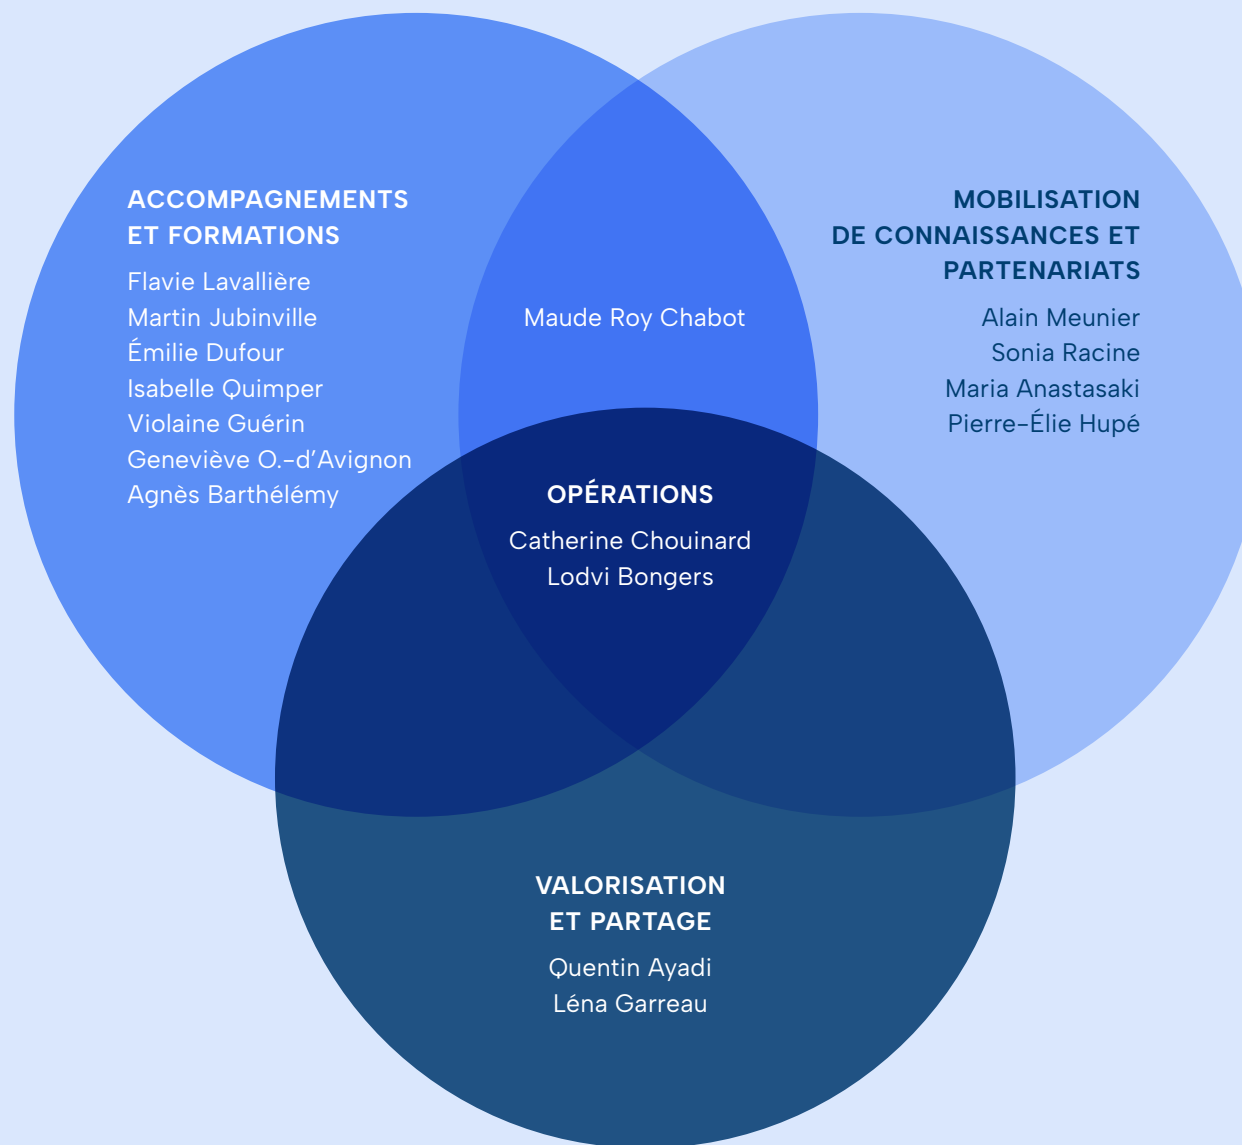 ACCOMPAGNEMENTS
ET FORMATIONS
Flavie Lavallière
Martin Jubinville
Émilie Dufour
Isabelle Quimper
Violaine Guérin
Geneviève O.-d’Avignon
Agnès Barthélémy
Maude Roy Chabot
MOBILISATION
DE CONNAISSANCES ET
PARTENARIATS
Alain Meunier
Sonia Racine
Maria Anastasaki
Pierre-Élie Hupé
OPÉRATIONS
Catherine Chouinard
Lodvi Bongers
VALORISATION
ET PARTAGE
Quentin Ayadi
Léna Garreau